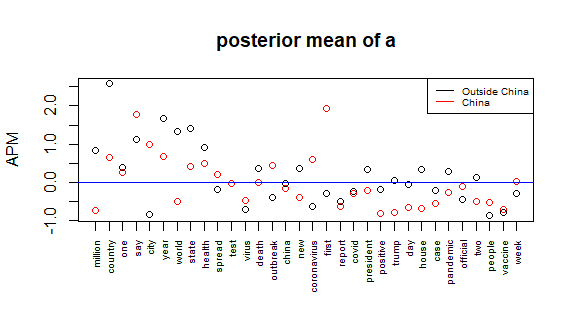 posterior mean of a
Outside China
China
APM
2.0
1.0
0.0
-1.0
million
country
one
say
city
year
world
state
health
spread
test
virus
death
outbreak
china
new
coronavirus
first
report
covid
president
positive
trump
day
house
case
pandemic
official
two
people
vaccine
week